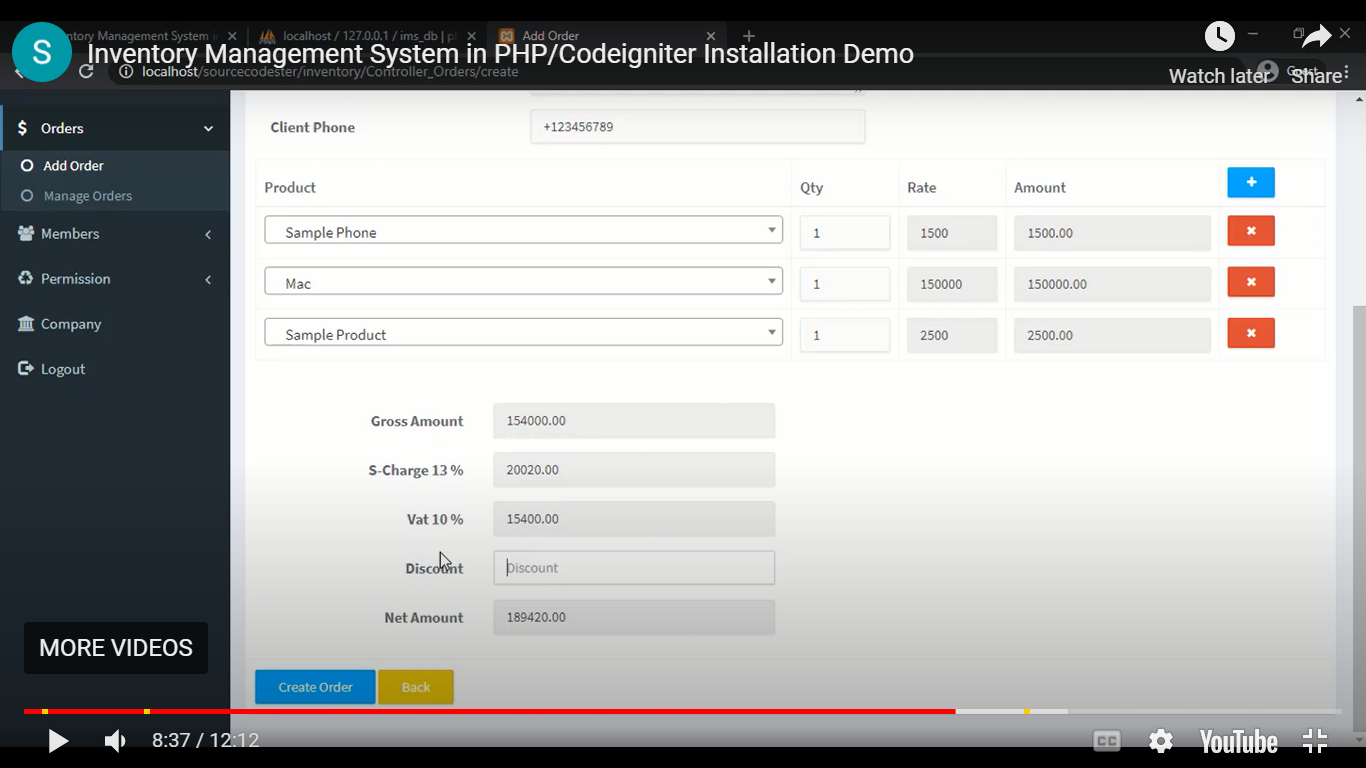 ntory Management System in
localhost / 127.0.0.1 / ims_db | p
Add Order
S
Inventory Management System in PHP/Codeigniter Installation Demo
localhost/sourcecodester/inventory/Controller_Orders/create
Watch later
Share
$ Orders
Add Order
Manage Orders
Members
Permission
Company
Logout
Client Phone +123456789
Product Qty Rate Amount +
Sample Phone 1 1500 1500.00
Mac 1 150000 150000.00
Sample Product 1 2500 2500.00
Gross Amount 154000.00
S-Charge 13 % 20020.00
Vat 10 % 15400.00
Discount Discount
Net Amount 189420.00
MORE VIDEOS
Create Order Back
8:37 / 12:12
CC
YouTube